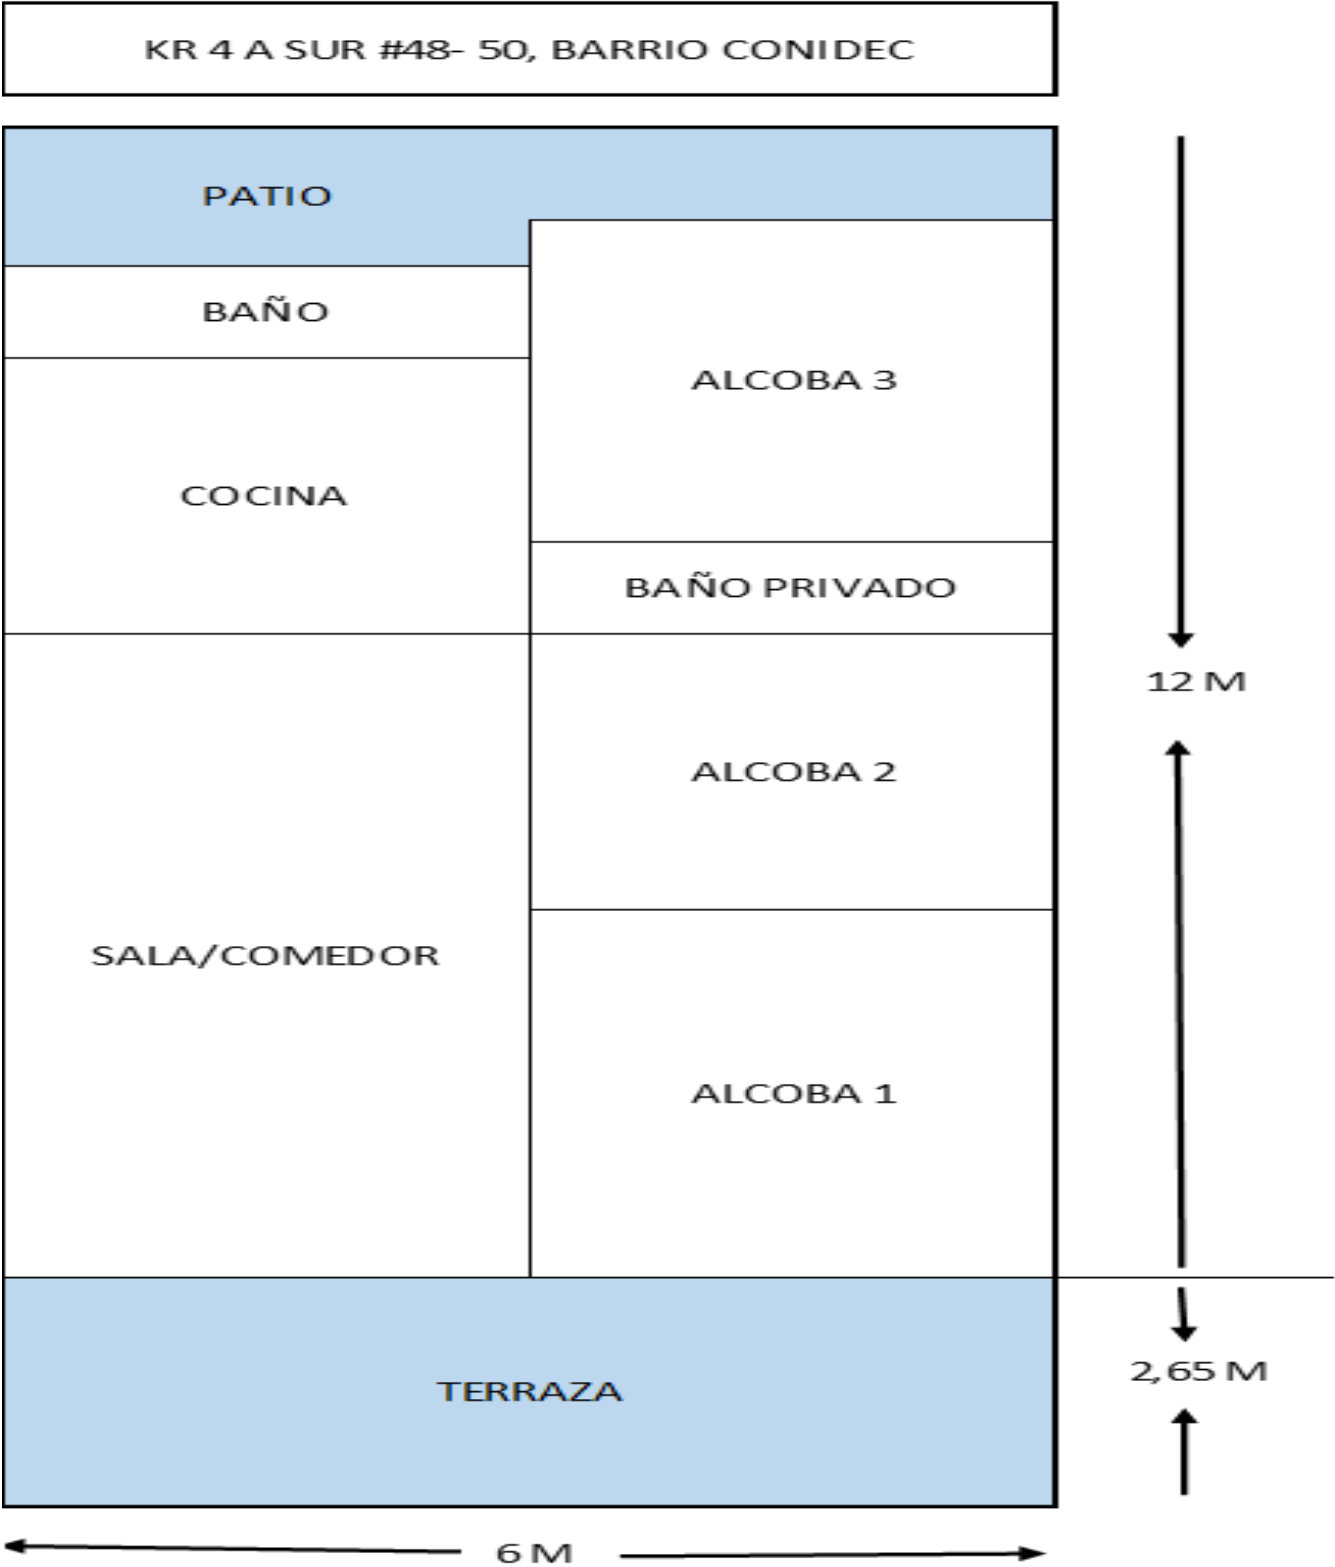 KR 4 A SUR #48- 50, BARRIO CONIDEC
PATIO
BAÑO
ALCOBA 3
COCINA
BAÑO PRIVADO
12 M
ALCOBA 2
SALA/COMEDOR
ALCOBA 1
2,65 M
TERRAZA
6 M